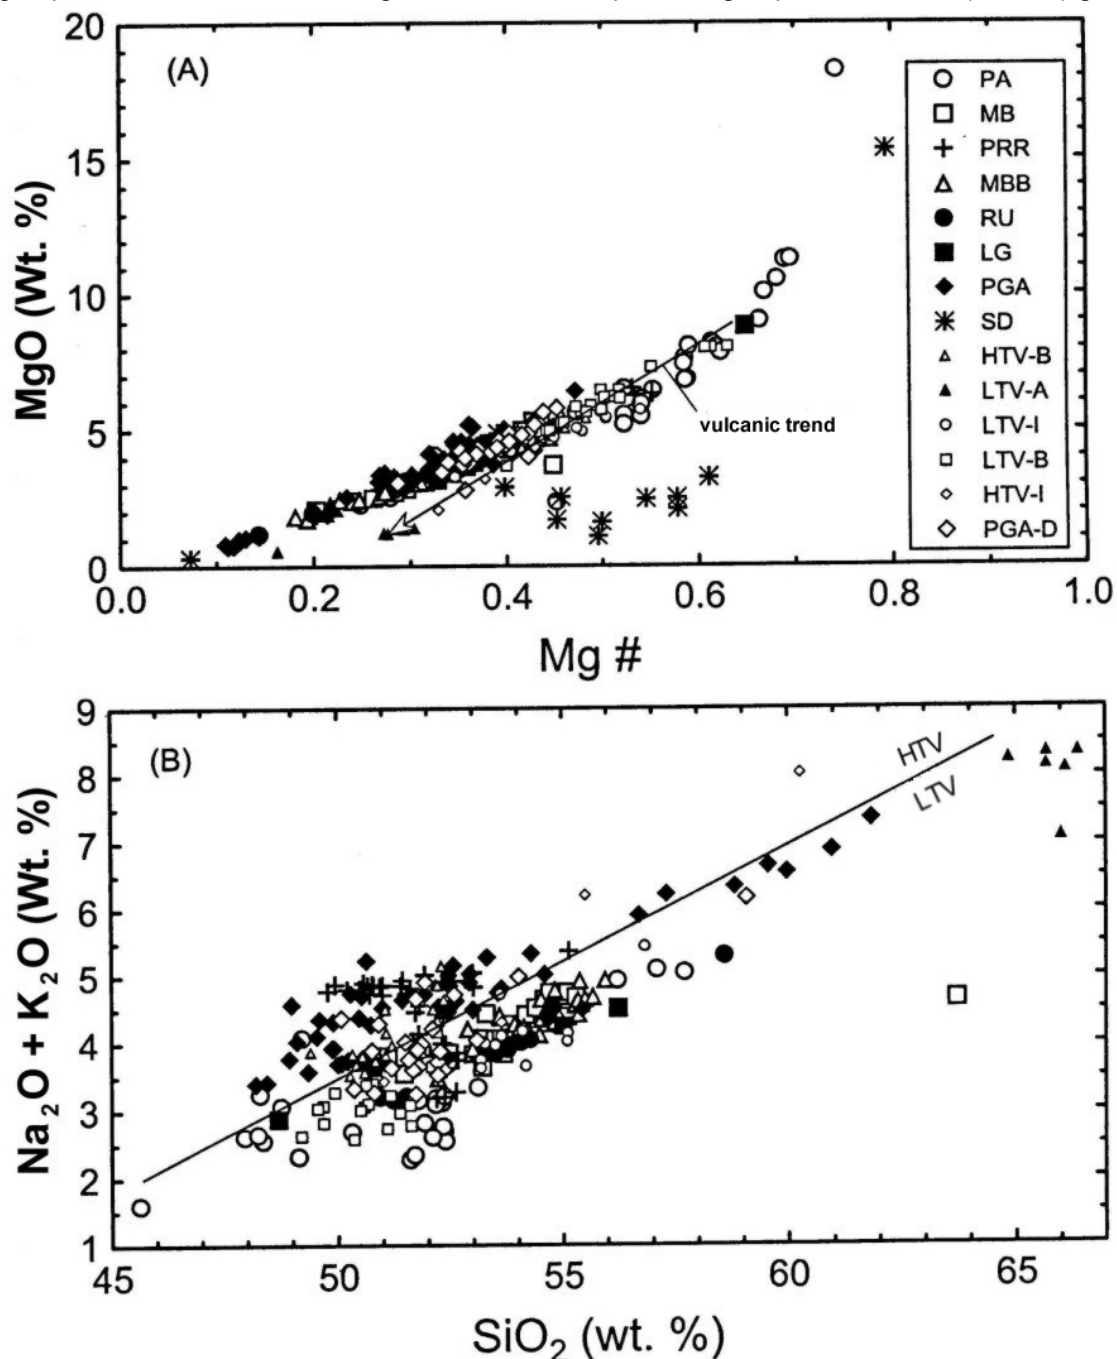 20
15
10
5
0
MgO (Wt. %)
(A)
PA
MB
PRR
MBB
RU
LG
PGA
SD
HTV-B
LTV-A
LTV-I
LTV-B
HTV-I
PGA-D
vulcanic trend
0.0 0.2 0.4 0.6 0.8 1.0
Mg #
9
8
7
6
5
4
3
2
1
Na2O + K2O (Wt. %)
(B)
HTV
LTV
45 50 55 60 65
SiO2 (wt. %)